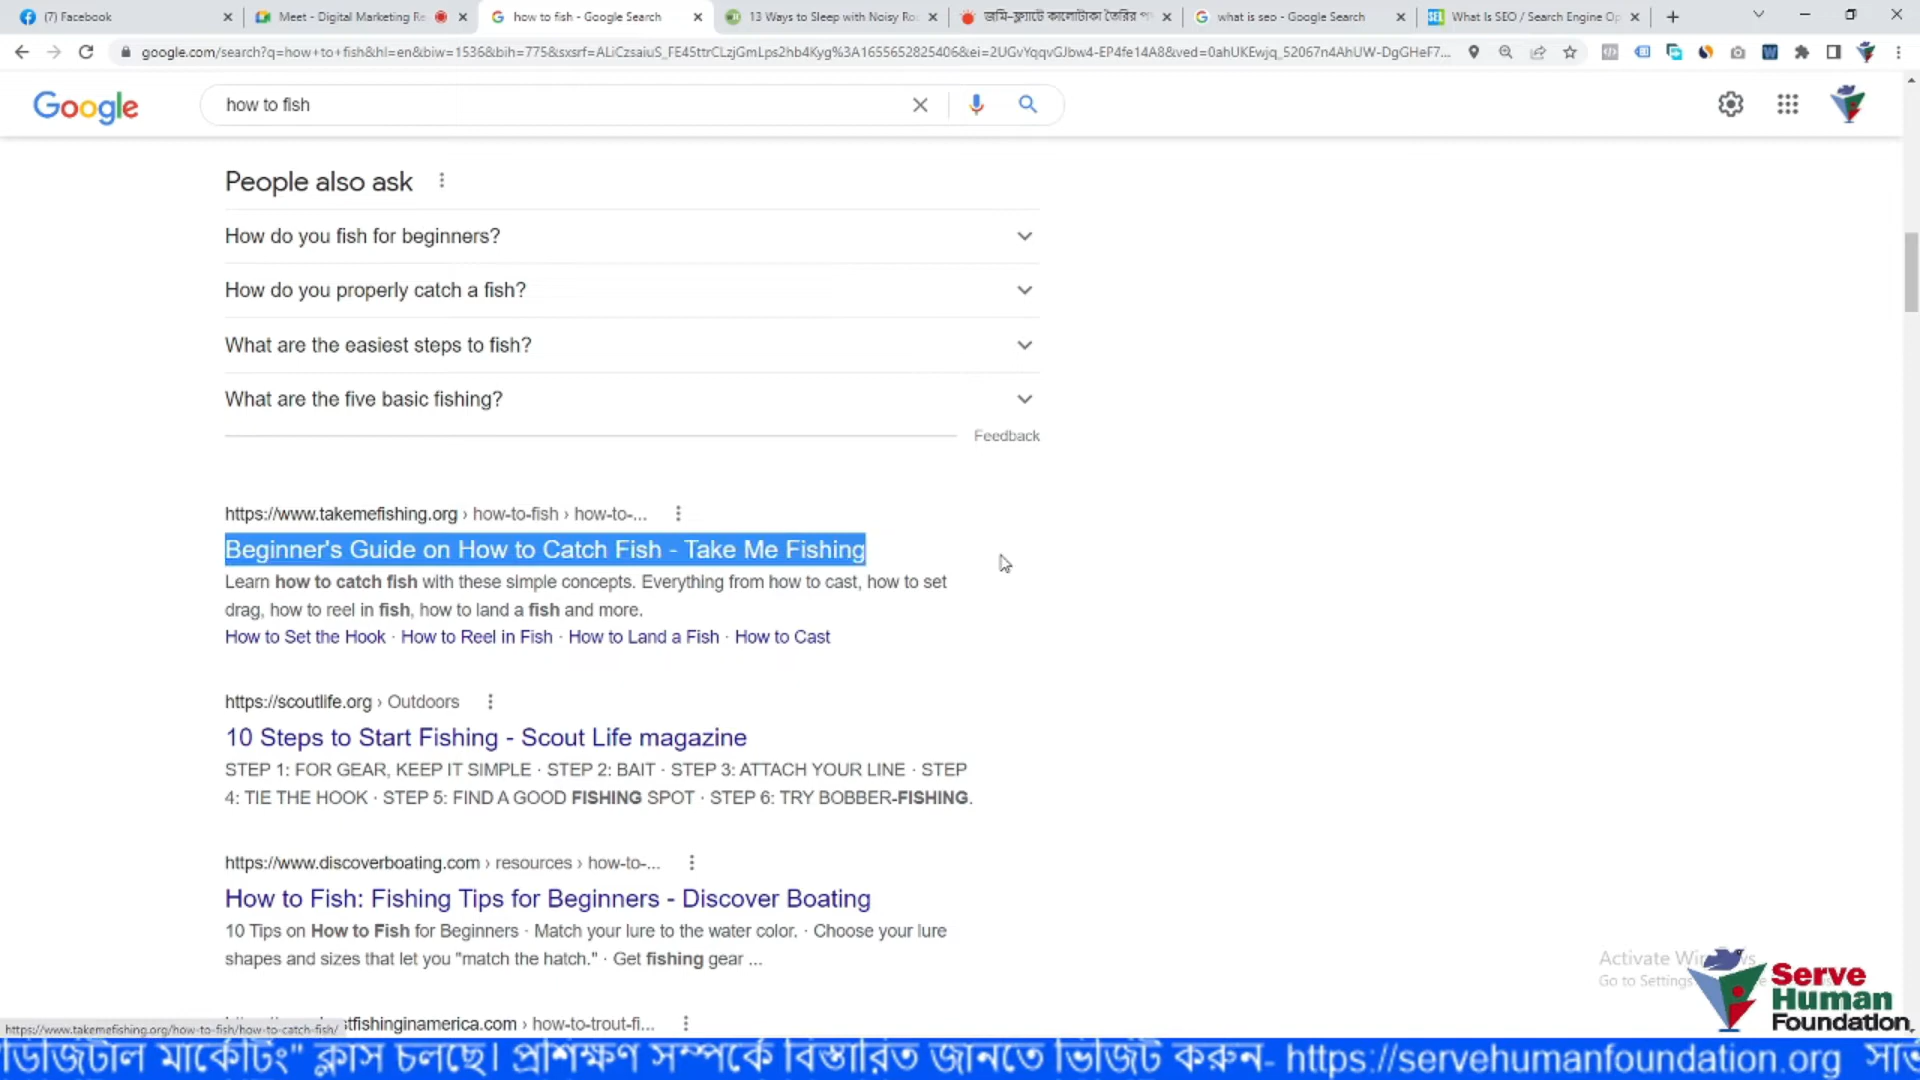 (7) Facebook
Meet - Digital Marketing Re
how to fish - Google Search
13 Ways to Sleep with Noisy Ro
জমি-ফ্ল্যাটে কালোটাকা তৈরির প
what is seo - Google Search
SEL What Is SEO / Search Engine Op
google.com/search?q=how+to+fish&hl=en&biw=1536&bih=775&sxsrf=ALiCzsaiuS_FE45ttrCLzjGmLps2hb4Kyg%3A1655652825406&ei=2UGvYqqvGJbw4-EP4fe14A8&ved=0ahUKEwjq_52067n4AhUW-DgGHeF7...
Google
how to fish
People also ask
How do you fish for beginners?
How do you properly catch a fish?
What are the easiest steps to fish?
What are the five basic fishing?
Feedback
https://www.takemefishing.org › how-to-fish › how-to-...
Beginner's Guide on How to Catch Fish - Take Me Fishing
Learn how to catch fish with these simple concepts. Everything from how to cast, how to set
drag, how to reel in fish, how to land a fish and more.
How to Set the Hook · How to Reel in Fish · How to Land a Fish · How to Cast
https://scoutlife.org › Outdoors
10 Steps to Start Fishing - Scout Life magazine
STEP 1: FOR GEAR, KEEP IT SIMPLE · STEP 2: BAIT · STEP 3: ATTACH YOUR LINE · STEP
4: TIE THE HOOK · STEP 5: FIND A GOOD FISHING SPOT · STEP 6: TRY BOBBER-FISHING.
https://www.discoverboating.com › resources › how-to-...
How to Fish: Fishing Tips for Beginners - Discover Boating
10 Tips on How to Fish for Beginners · Match your lure to the water color. · Choose your lure
shapes and sizes that let you "match the hatch." · Get fishing gear ...
Activate
Go to Settings
Serve
Human
Foundation
stfishinginamerica.com › how-to-trout-fi...
https://www.takemefishing.org/how-to-fish/how-to-catch-fish/
ডিজিটাল মার্কেটিং" ক্লাস চলছে। প্রশিক্ষণ সম্পর্কে বিস্তারিত জানতে ভিজিট করুন- https://servehumanfoundation.org